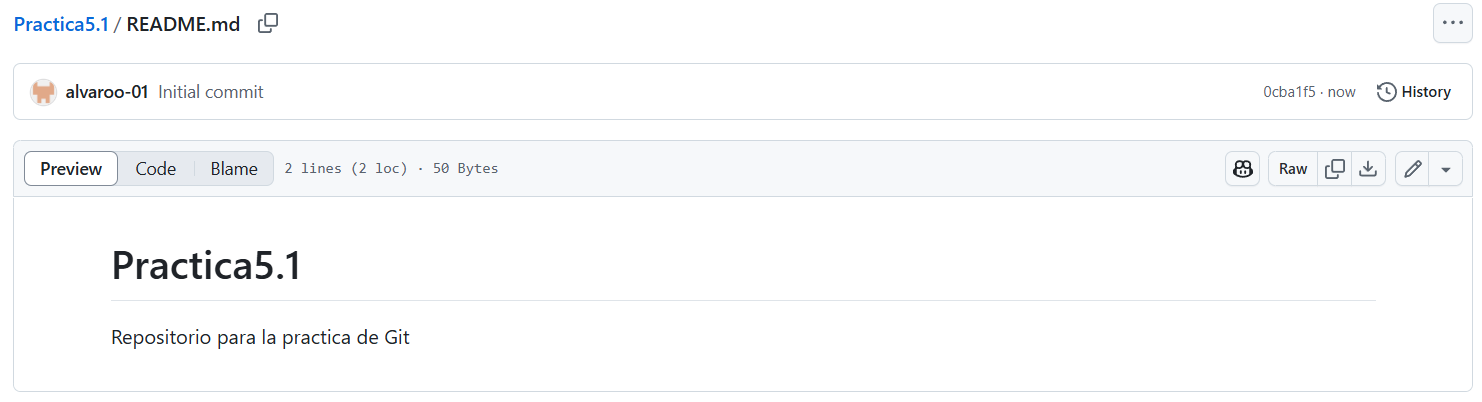 Practica5.1 / README.md
alvaroo-01 Initial commit 0cba1f5 · now History
Preview Code Blame 2 lines (2 loc) · 50 Bytes Raw
Practica5.1
Repositorio para la practica de Git